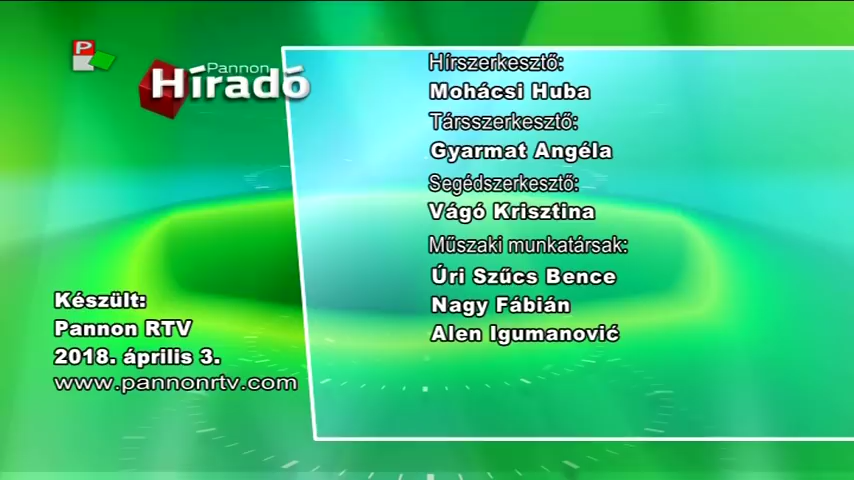 P
Pannon
Híradó
Hírszerkesztő:
Mohácsi Huba
Társszerkesztő:
Gyarmat Angéla
Segédszerkesztő:
Vágó Krisztina
Műszaki munkatársak:
Úri Szűcs Bence
Nagy Fábián
Alen Igumanović
Készült:
Pannon RTV
2018. április 3.
www.pannonrtv.com